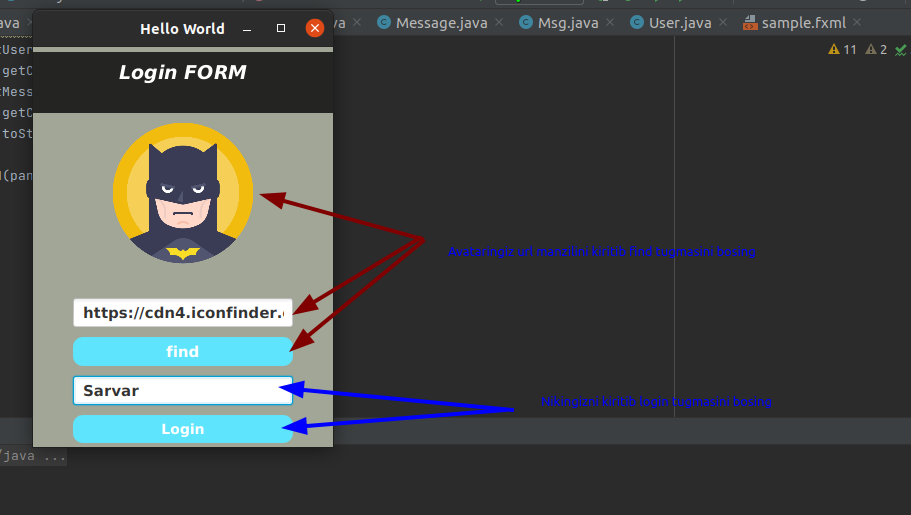 ava
Hello World
va
Message.java
Msg.java
User.java
sample.fxml
Login FORM
11
2
getC
getC
toSt
(pan
Avataringiz url manzilini kiritib find tugmasini bosing
https://cdn4.iconfinder.
find
Sarvar
Nikingizni kiritib login tugmasini bosing
Login
/java ...